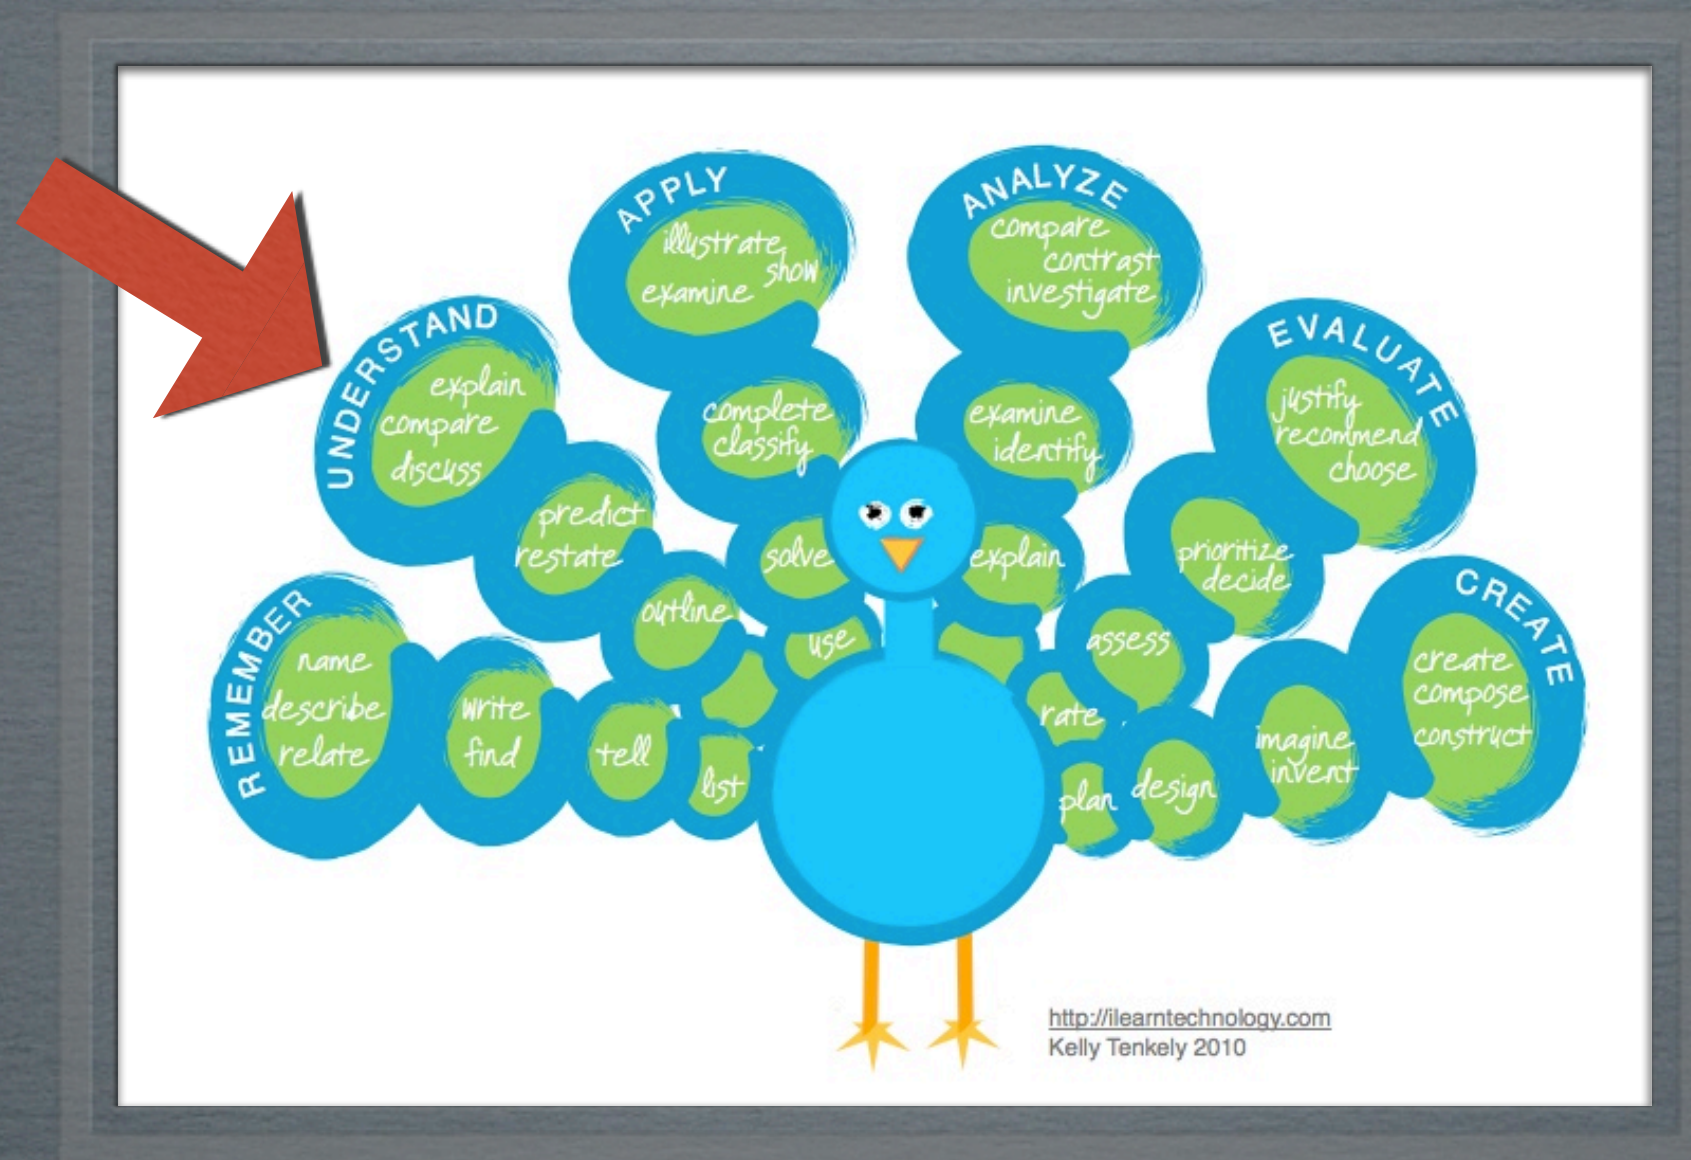 REMEMBER
name
describe
relate
write
find
tell
list
UNDERSTAND
explain
compare
discuss
predict
restate
outline
APPLY
illustrate
show
examine
complete
classify
solve
use
ANALYZE
compare
contrast
investigate
examine
identify
explain
EVALUATE
justify
recommend
choose
prioritize
decide
assess
rate
CREATE
create
compose
construct
imagine
invent
design
plan
http://ilearntechnology.com
Kelly Tenkely 2010